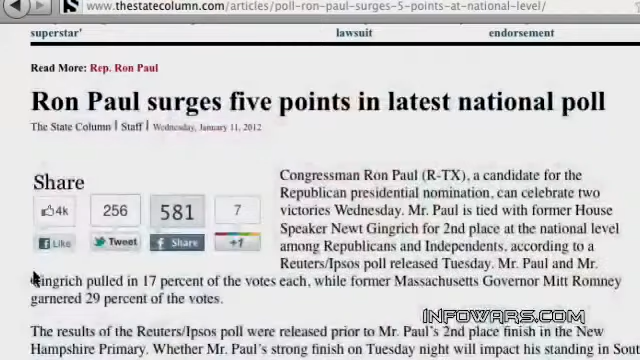 www.thestatecolumn.com/articles/poll-ron-paul-surges-5-points-at-national-level/
superstar' lawsuit endorsement
Read More: Rep. Ron Paul
Ron Paul surges five points in latest national poll
The State Column | Staff | Wednesday, January 11, 2012
Share
4k 256 581 7
Like Tweet Share +1
Congressman Ron Paul (R-TX), a candidate for the
Republican presidential nomination, can celebrate two
victories Wednesday. Mr. Paul is tied with former House
Speaker Newt Gingrich for 2nd place at the national level
among Republicans and Independents, according to a
Reuters/Ipsos poll released Tuesday. Mr. Paul and Mr.
Gingrich pulled in 17 percent of the votes each, while former Massachusetts Governor Mitt Romney
garnered 29 percent of the votes.
INFOWARS.COM
The results of the Reuters/Ipsos poll were released prior to Mr. Paul's 2nd place finish in the New
Hampshire Primary. Whether Mr. Paul's strong finish on Tuesday night will impact his standing in Sout